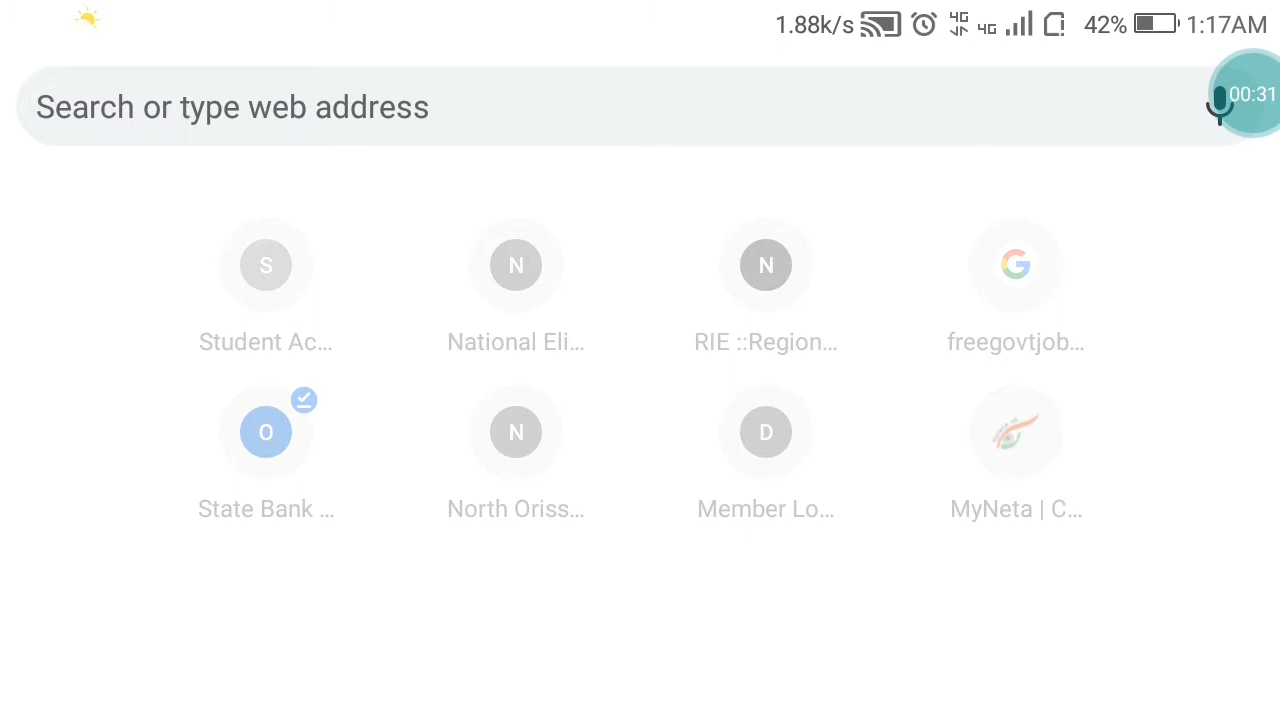 1.88k/s 4G 4G 42% 1:17AM
Search or type web address
00:31
S N N G
Student Ac... National Eli... RIE ::Region... freegovtjob...
O N D
State Bank ... North Oriss... Member Lo... MyNeta | C...